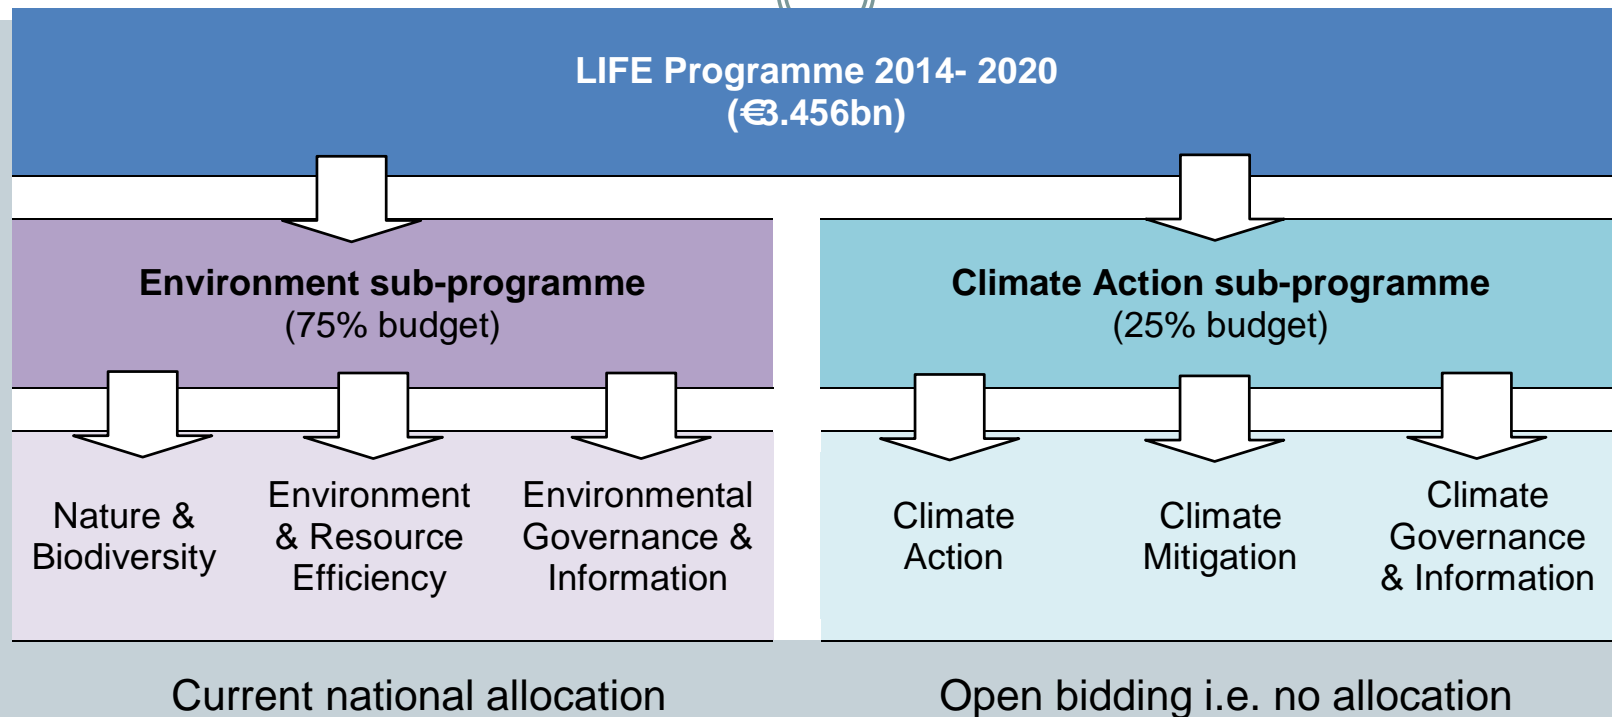 LIFE Programme 2014- 2020
(€3.456bn)
Environment sub-programme
(75% budget)
Climate Action sub-programme
(25% budget)
Nature &
Biodiversity
Environment
& Resource
Efficiency
Environmental
Governance &
Information
Climate
Action
Climate
Mitigation
Climate
Governance
& Information
Current national allocation
Open bidding i.e. no allocation